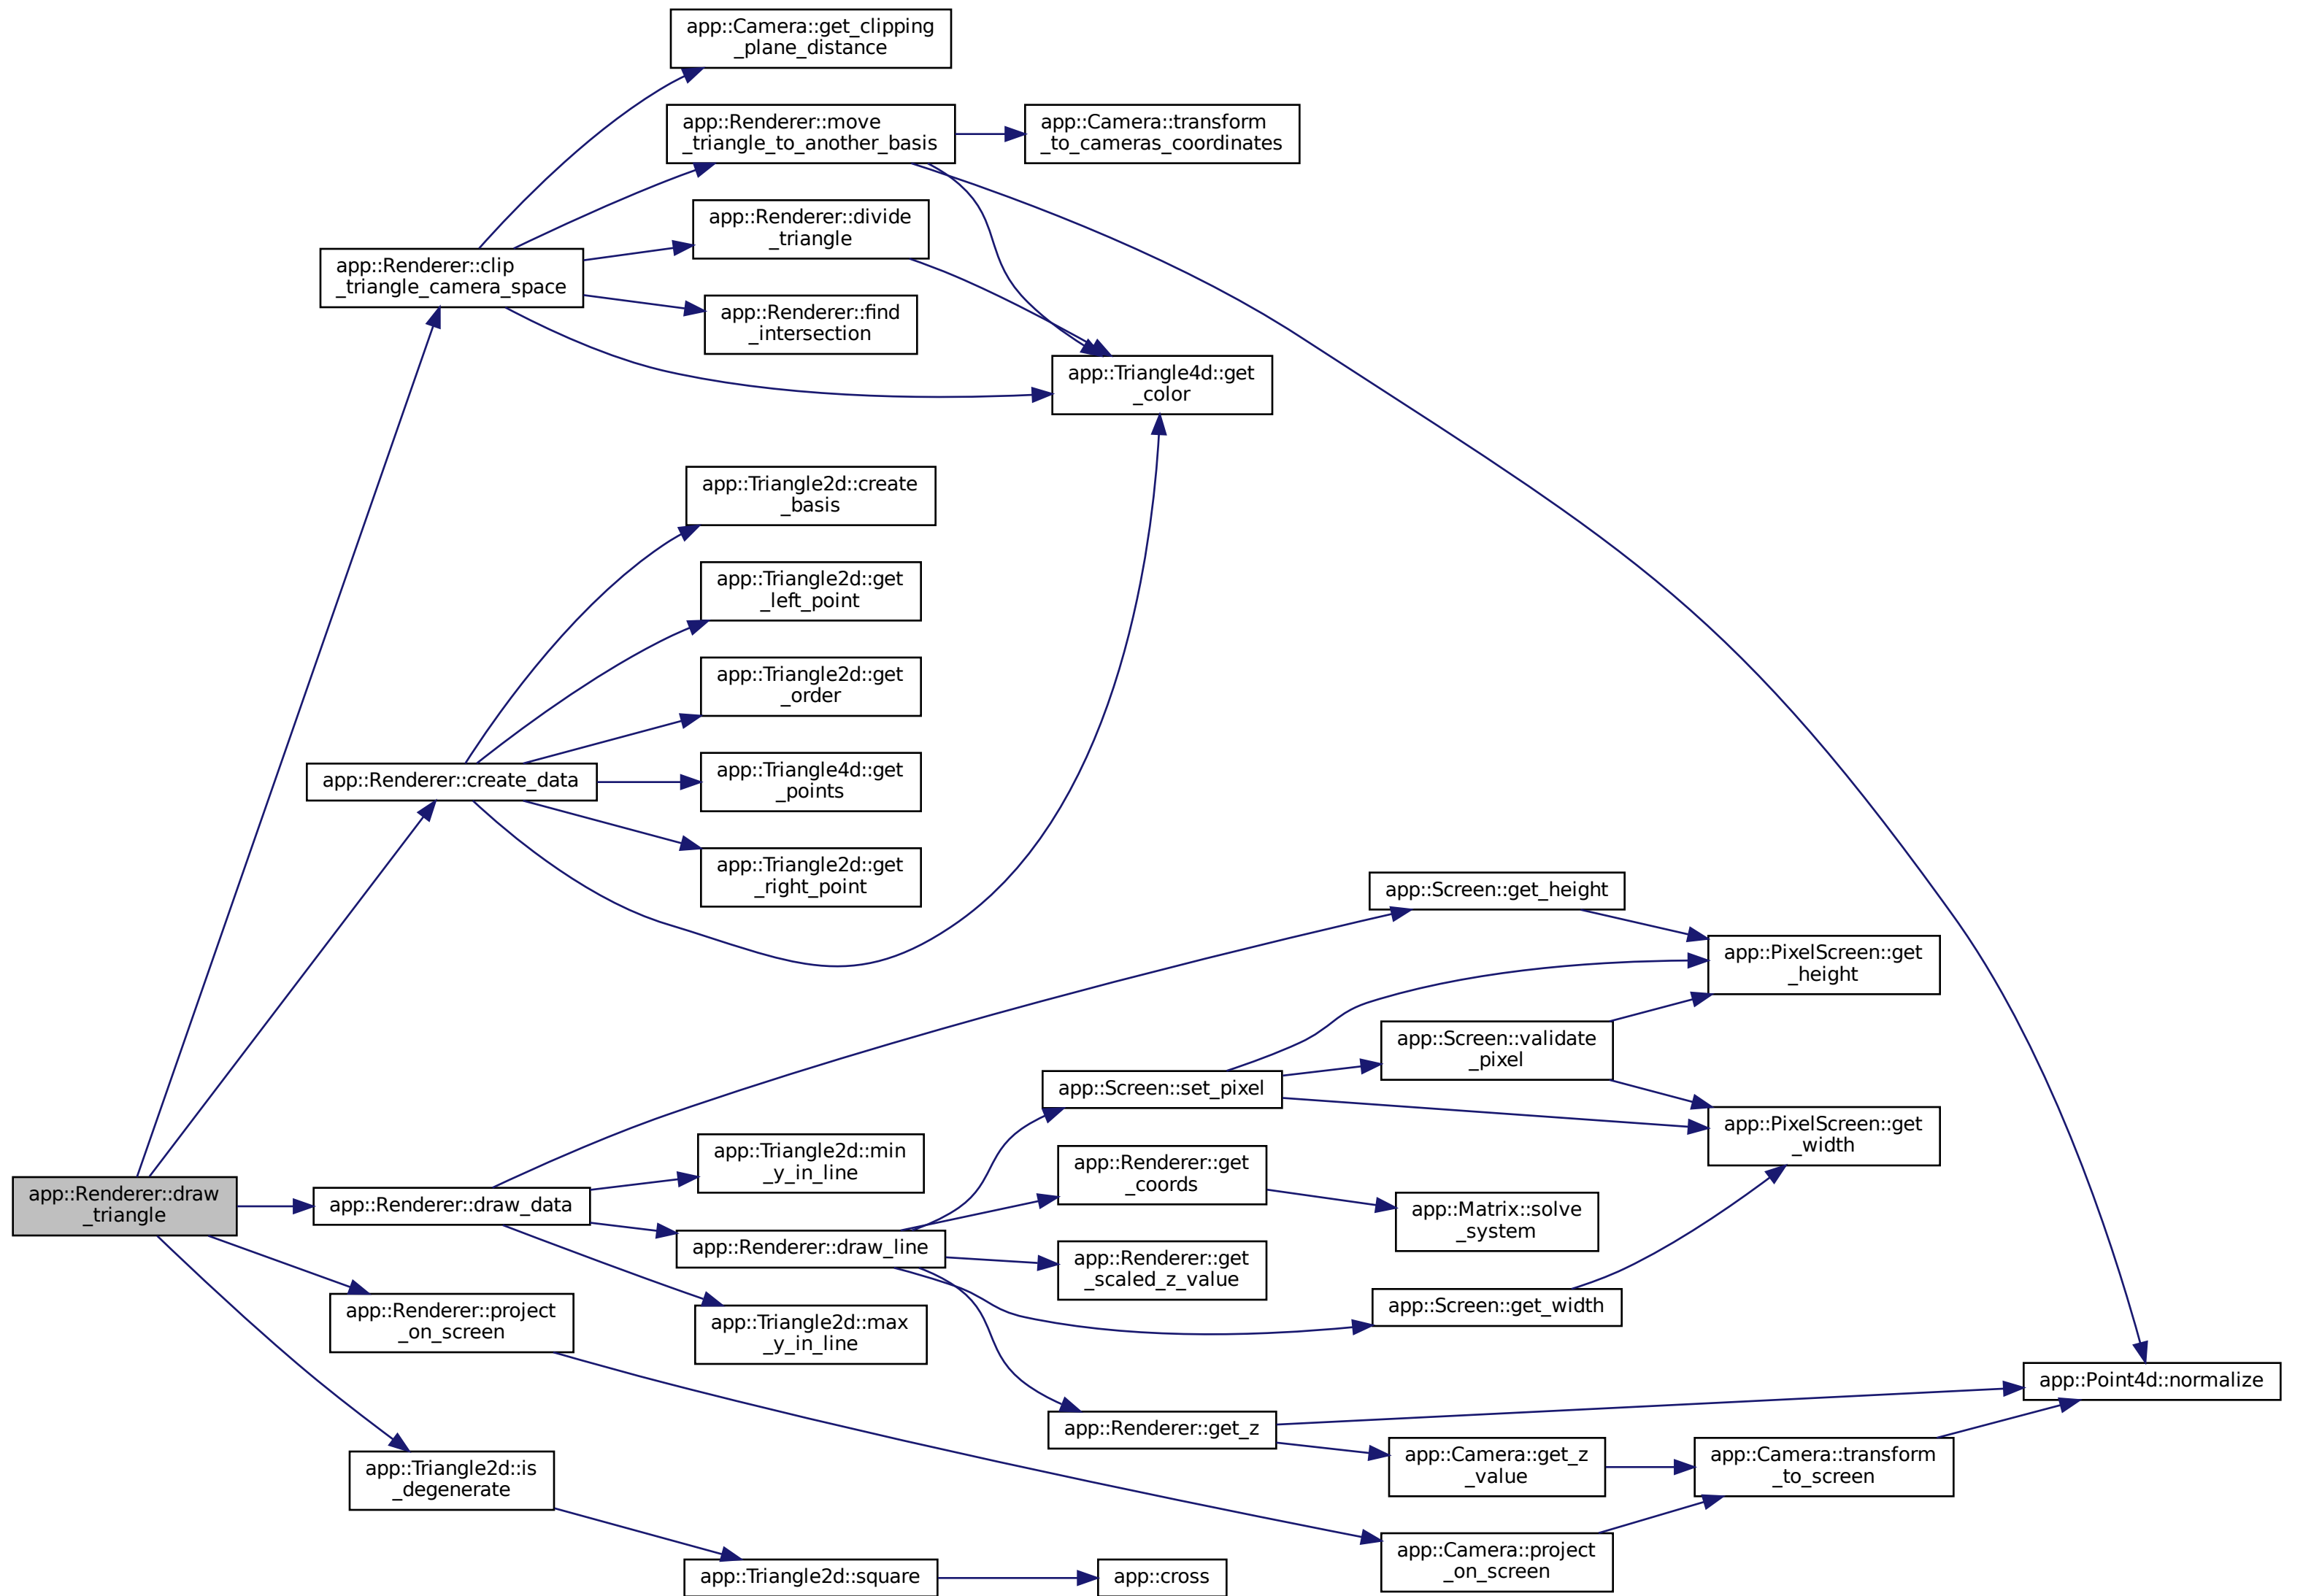 app::Camera::get_clipping
_plane_distance
app::Renderer::move
_triangle_to_another_basis
app::Camera::transform
_to_cameras_coordinates
app::Renderer::divide
_triangle
app::Renderer::clip
_triangle_camera_space
app::Renderer::find
_intersection
app::Triangle4d::get
_color
app::Triangle2d::create
_basis
app::Triangle2d::get
_left_point
app::Triangle2d::get
_order
app::Renderer::create_data
app::Triangle4d::get
_points
app::Triangle2d::get
_right_point
app::Screen::get_height
app::PixelScreen::get
_height
app::Screen::validate
_pixel
app::Screen::set_pixel
app::PixelScreen::get
_width
app::Triangle2d::min
_y_in_line
app::Renderer::get
_coords
app::Renderer::draw
_triangle
app::Renderer::draw_data
app::Matrix::solve
_system
app::Renderer::draw_line
app::Renderer::get
_scaled_z_value
app::Screen::get_width
app::Renderer::project
_on_screen
app::Triangle2d::max
_y_in_line
app::Point4d::normalize
app::Renderer::get_z
app::Camera::get_z
_value
app::Camera::transform
_to_screen
app::Triangle2d::is
_degenerate
app::Camera::project
_on_screen
app::Triangle2d::square
app::cross